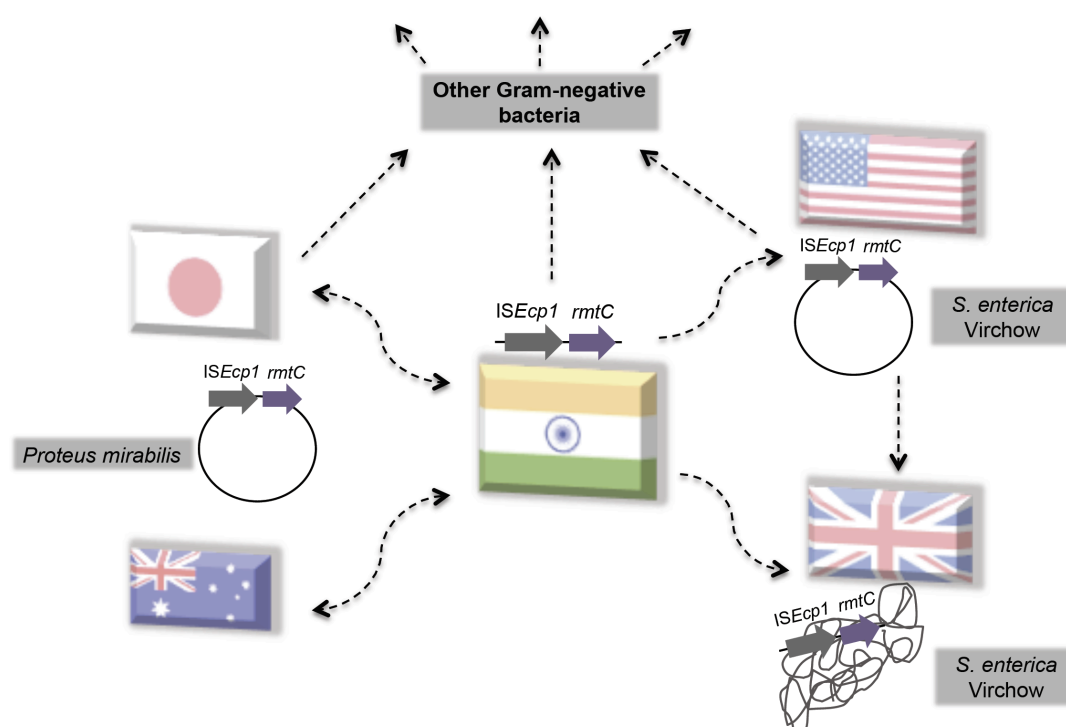 Other Gram-negative
bacteria
ISEcp1 rmtC
S. enterica
Virchow
ISEcp1 rmtC
ISEcp1 rmtC
Proteus mirabilis
ISEcp1 rmtC
S. enterica
Virchow